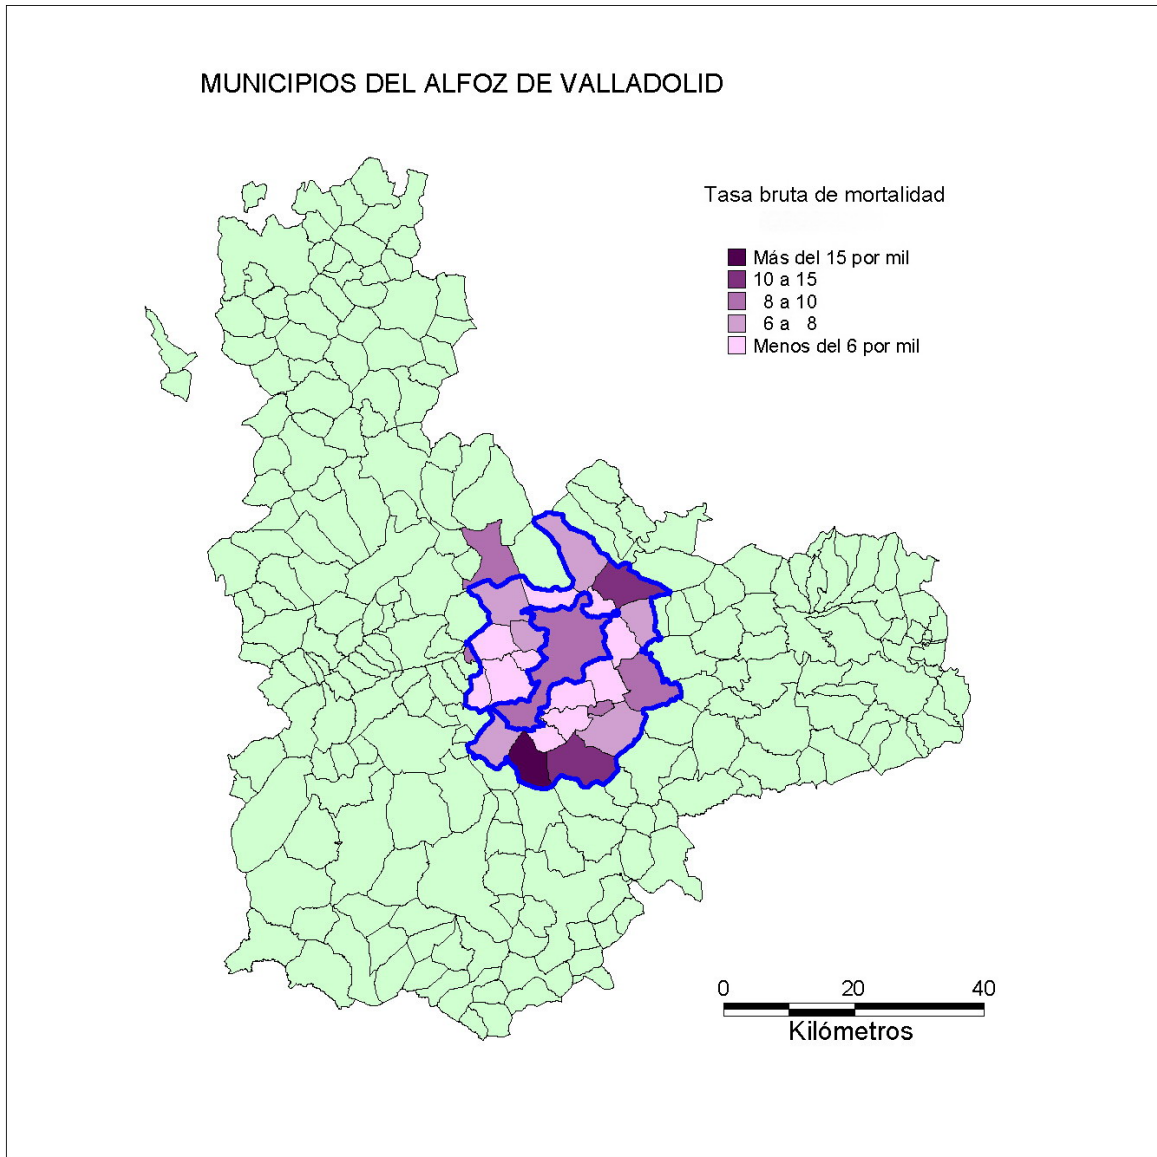 MUNICIPIOS DEL ALFOZ DE VALLADOLID
Tasa bruta de mortalidad
Más del 15 por mil
10 a 15
8 a 10
6 a 8
Menos del 6 por mil
0 20 40
Kilómetros